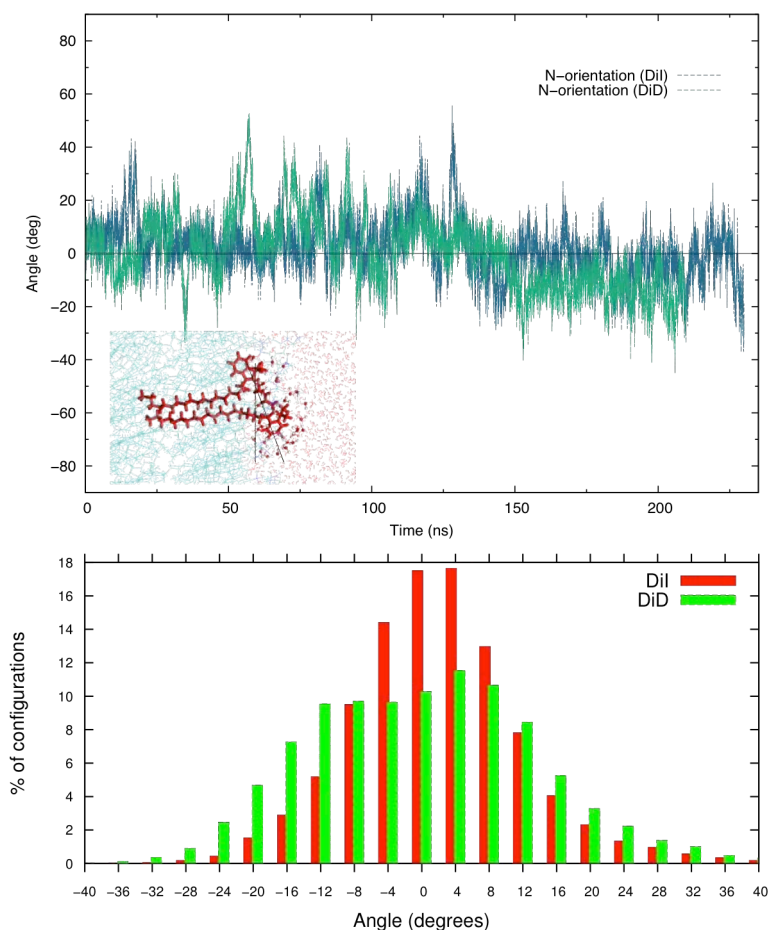 80
60
40
20
0
−20
−40
−60
−80
Angle (deg)
N−orientation (DiI)
N−orientation (DiD)
0 50 100 150 200
Time (ns)
18
16
14
12
10
8
6
4
2
0
% of configurations
DiI
DiD
−40 −36 −32 −28 −24 −20 −16 −12 −8 −4 0 4 8 12 16 20 24 28 32 36 40
Angle (degrees)